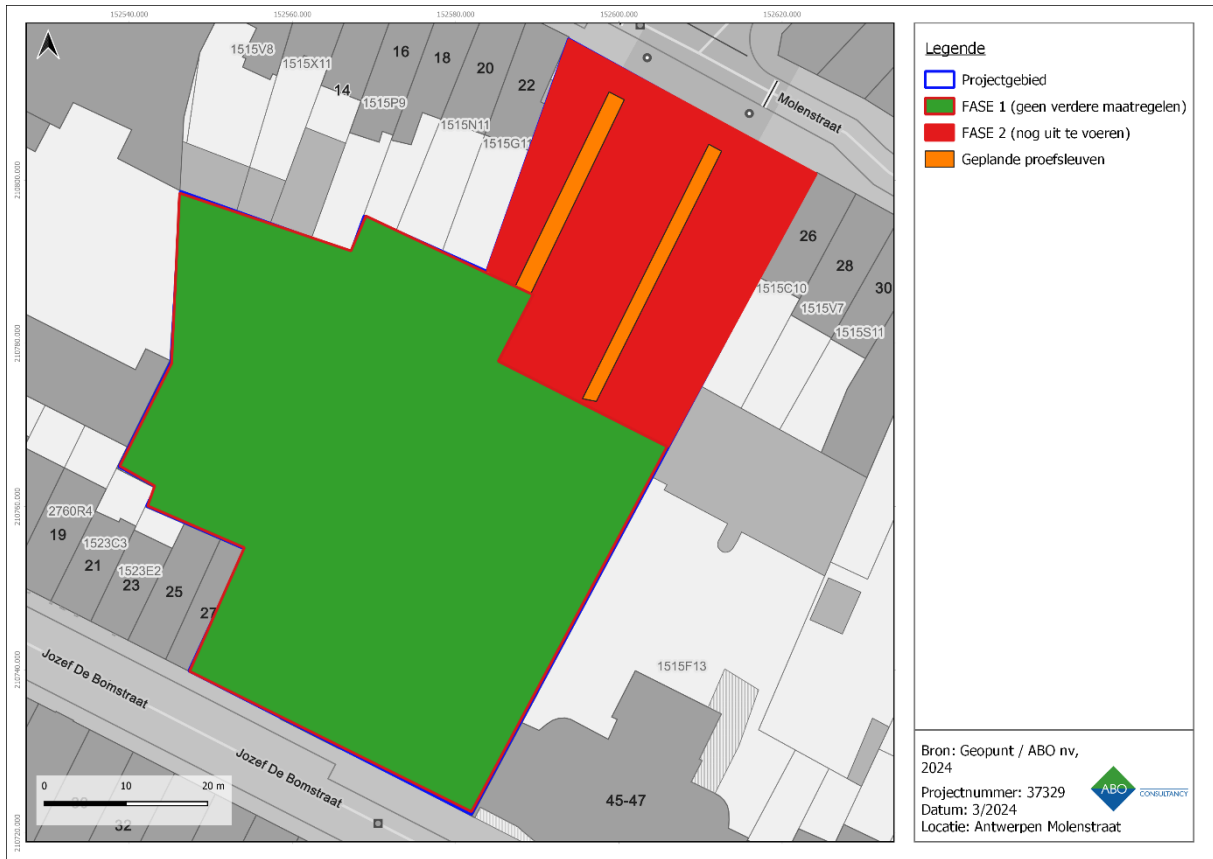 152540.000
152560.000
152580.000
152600.000
152620.000
210800.000
210780.000
210760.000
210740.000
210720.000
1515V8
1515X11
14
1515P9
16
18
20
22
1515N11
1515G11
Molenstraat
26
28
30
1515C10
1515V7
1515S11
2760R4
19
1523C3
21
1523E2
23
25
27
1515F13
45-47
Jozef De Bomstraat
Jozef De Bomstraat
0 10 20 m
32
Legende
Projectgebied
FASE 1 (geen verdere maatregelen)
FASE 2 (nog uit te voeren)
Geplande proefsleuven
Bron: Geopunt / ABO nv,
2024
Projectnummer: 37329
Datum: 3/2024
Locatie: Antwerpen Molenstraat
ABO CONSULTANCY